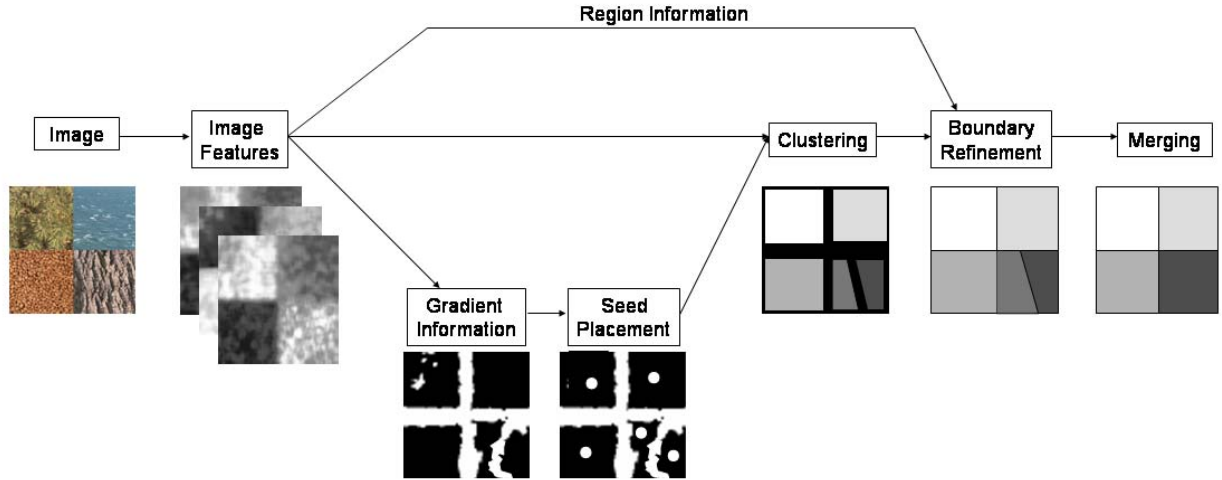 Region Information
Image
Image
Features
Clustering
Boundary
Refinement
Merging
Gradient
Information
Seed
Placement